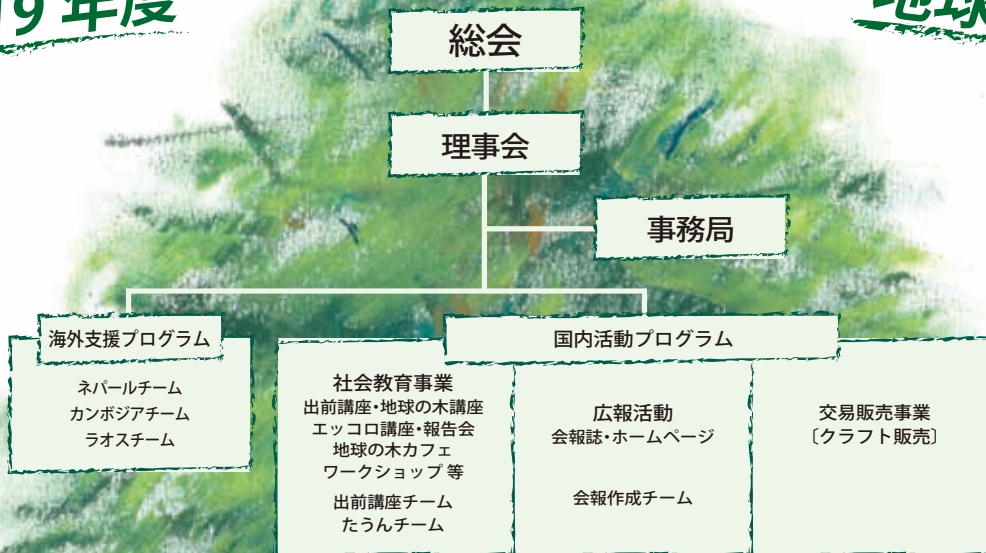 年度
地球
総会
理事会
事務局
海外支援プログラム
ネパールチーム
カンボジアチーム
ラオスチーム
国内活動プログラム
社会教育事業
出前講座・地球の木講座
エッコロ講座・報告会
地球の木カフェ
ワークショップ 等
出前講座チーム
たうんチーム
広報活動
会報誌・ホームページ
会報作成チーム
交易販売事業
〔クラフト販売〕